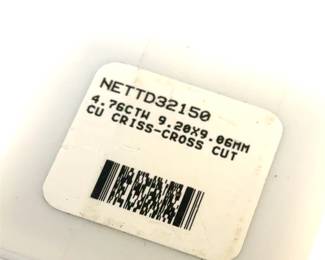 NETTD32150
4.76CTW 9.20X9.06MM
CU CRISS-CROSS CUT